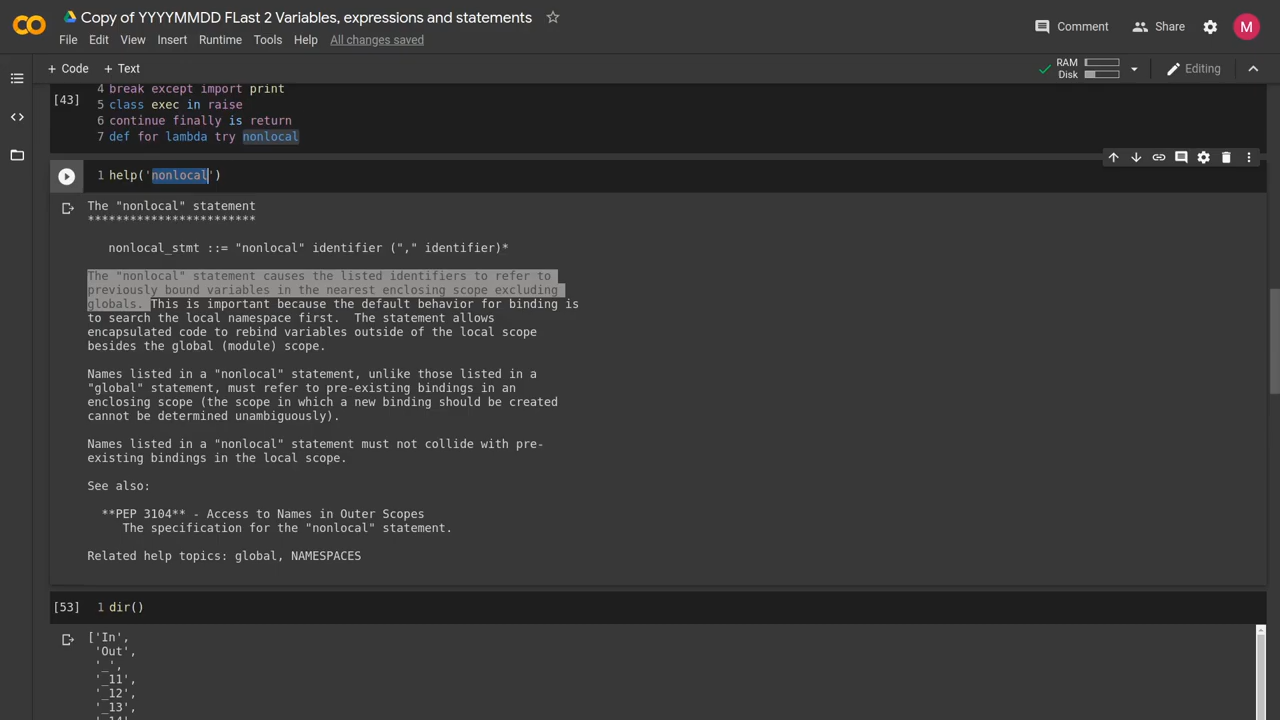 Copy of YYYYMMDD FLast 2 Variables, expressions and statements
Comment
Share
M
File Edit View Insert Runtime Tools Help All changes saved
+ Code + Text
RAM
Disk
Editing
4 break except import print
[43]
5 class exec in raise
6 continue finally is return
7 def for lambda try nonlocal
1 help('nonlocal')
The "nonlocal" statement
************************
nonlocal_stmt ::= "nonlocal" identifier ("," identifier)*
The "nonlocal" statement causes the listed identifiers to refer to
previously bound variables in the nearest enclosing scope excluding
globals. This is important because the default behavior for binding is
to search the local namespace first. The statement allows
encapsulated code to rebind variables outside of the local scope
besides the global (module) scope.
Names listed in a "nonlocal" statement, unlike those listed in a
"global" statement, must refer to pre-existing bindings in an
enclosing scope (the scope in which a new binding should be created
cannot be determined unambiguously).
Names listed in a "nonlocal" statement must not collide with pre-
existing bindings in the local scope.
See also:
**PEP 3104** - Access to Names in Outer Scopes
The specification for the "nonlocal" statement.
Related help topics: global, NAMESPACES
[53] 1 dir()
['In',
'Out',
'_',
'_11',
'_12',
'_13',
'_14',